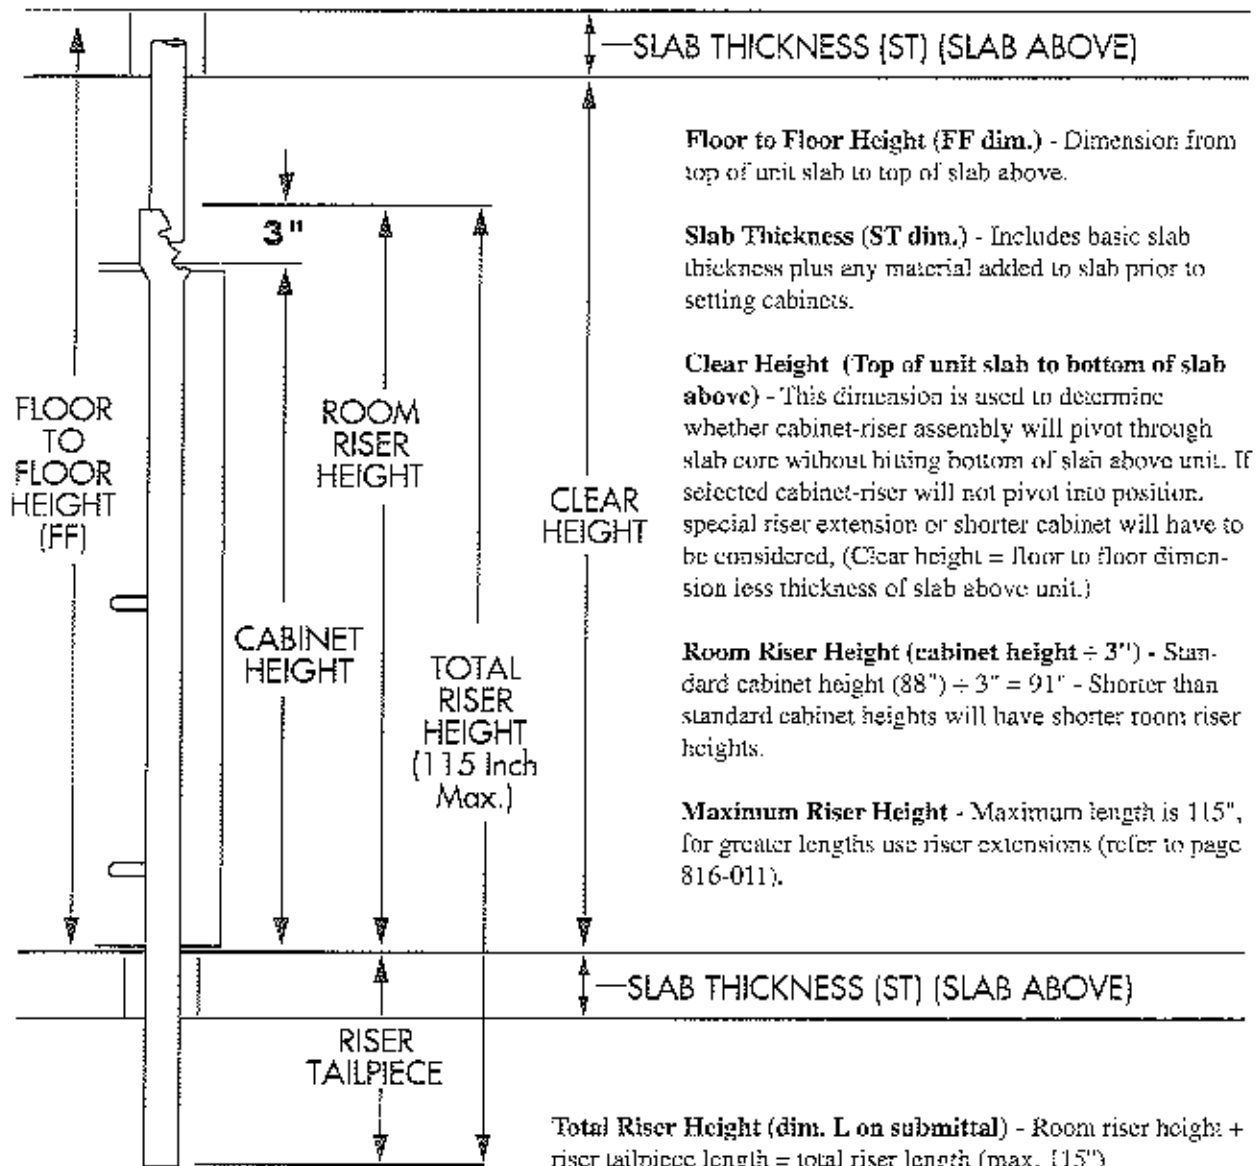 SLAB THICKNESS (ST) (SLAB ABOVE)
Floor to Floor Height (FF dim.) - Dimension from
top of unit slab to top of slab above.
3"
Slab Thickness (ST dim.) - Includes basic slab
thickness plus any material added to slab prior to
setting cabinets.
Clear Height (Top of unit slab to bottom of slab
above) - This dimension is used to determine
whether cabinet-riser assembly will pivot through
slab core without hitting bottom of slab above unit. If
selected cabinet-riser will not pivot into position,
special riser extension or shorter cabinet will have to
be considered, (Clear height = floor to floor dimen-
sion less thickness of slab above unit.)
FLOOR
TO
FLOOR
HEIGHT
(FF)
ROOM
RISER
HEIGHT
CLEAR
HEIGHT
CABINET
HEIGHT
TOTAL
RISER
HEIGHT
(115 Inch
Max.)
Room Riser Height (cabinet height + 3") - Stan-
dard cabinet height (88") + 3" = 91" - Shorter than
standard cabinet heights will have shorter room riser
heights.
Maximum Riser Height - Maximum length is 115",
for greater lengths use riser extensions (refer to page
816-011).
SLAB THICKNESS (ST) (SLAB ABOVE)
RISER
TAILPIECE
Total Riser Height (dim. L on submittal) - Room riser height +
riser tailpiece length = total riser length (max. 115")